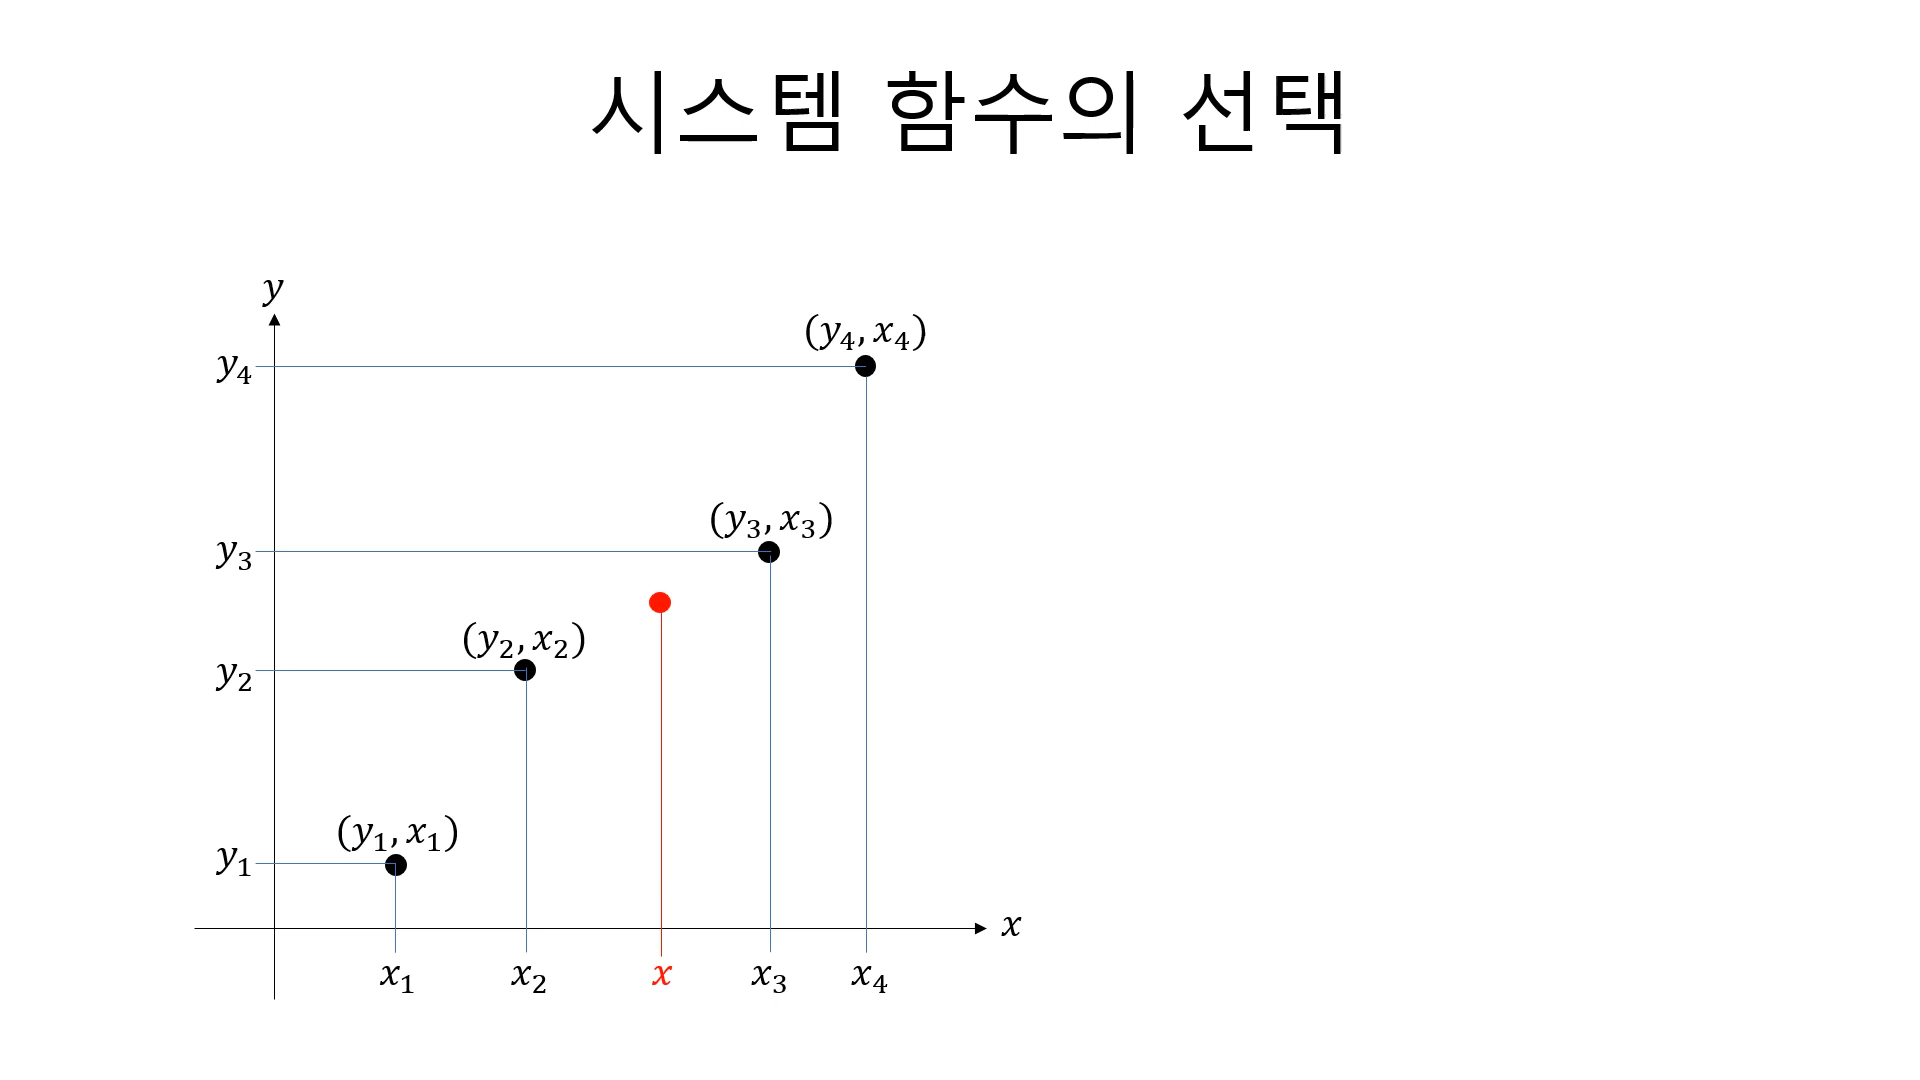 시스템 함수의 선택
y
(y₄, x₄)
y₄
(y₃, x₃)
y₃
(y₂, x₂)
y₂
(y₁, x₁)
y₁
x
x₁ x₂ x x₃ x₄